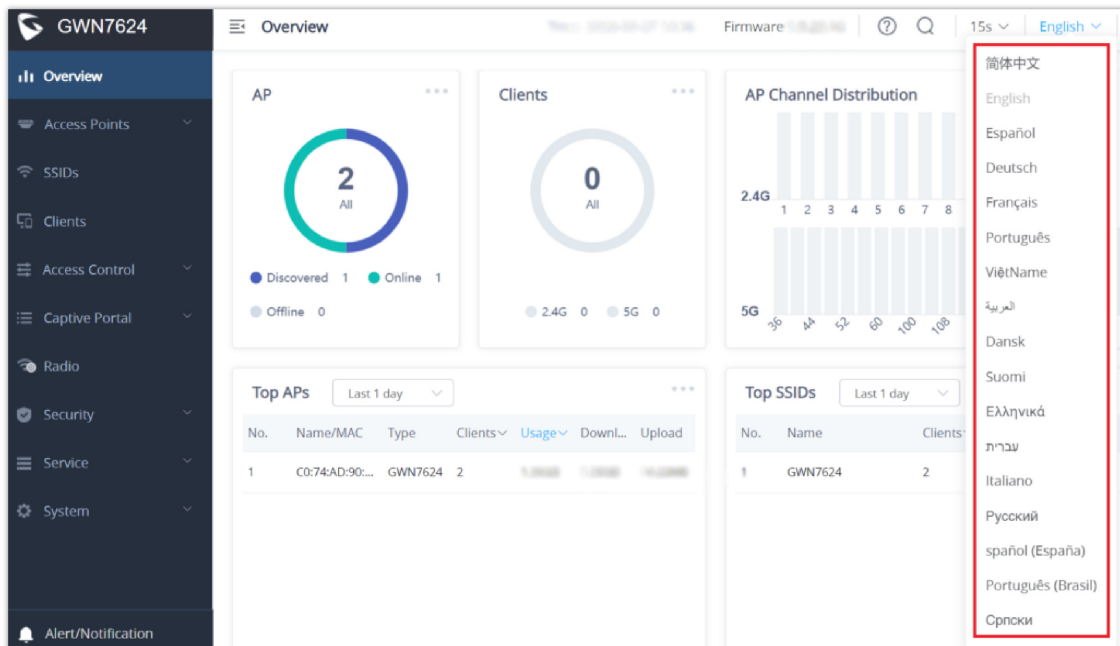 GWN7624
Overview
Firmware
15s
English
Overview
Access Points
SSIDs
Clients
Access Control
Captive Portal
Radio
Security
Service
System
Alert/Notification
AP
2
All
Discovered 1
Online 1
Offline 0
Clients
0
All
2.4G 0
5G 0
AP Channel Distribution
2.4G
1 2 3 4 5 6 7 8
5G
36 44 52 60 100 108
Top APs
Last 1 day
No. Name/MAC Type Clients Usage Downl... Upload
1 C0:74:AD:90:... GWN7624 2
Top SSIDs
Last 1 day
No. Name Clients
1 GWN7624 2
简体中文
English
Español
Deutsch
Français
Português
ViệtName
العربية
Dansk
Suomi
Ελληνικά
עברית
Italiano
Русский
spañol (España)
Português (Brasil)
Српски